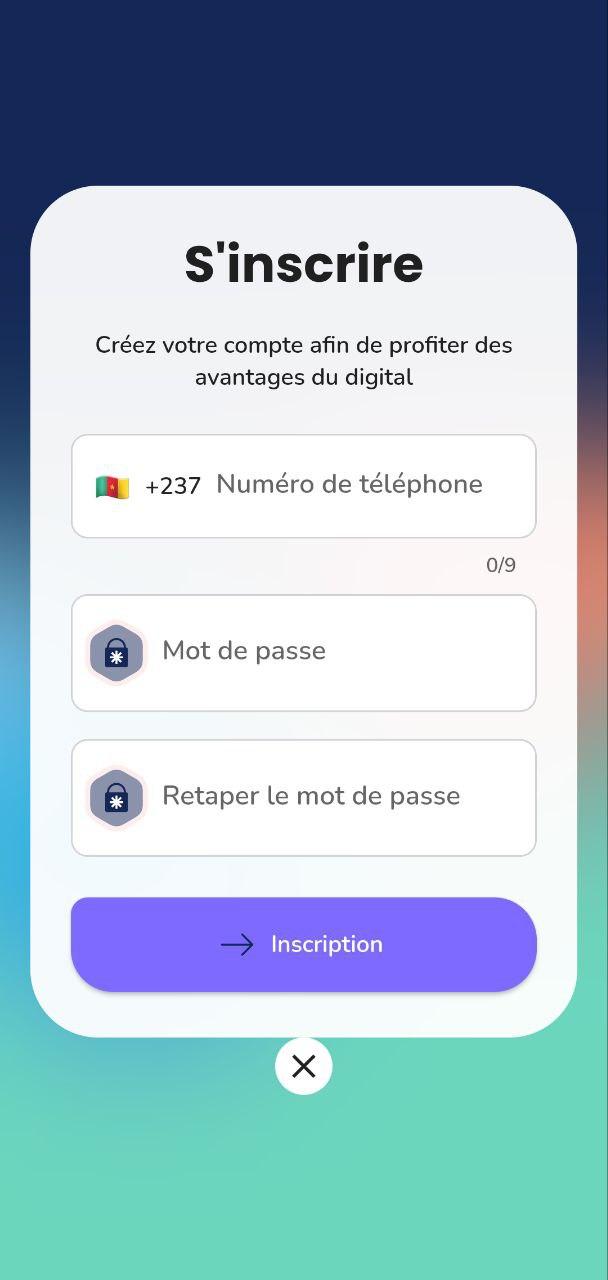 S'inscrire
Créez votre compte afin de profiter des
avantages du digital
+237 Numéro de téléphone
0/9
Mot de passe
Retaper le mot de passe
Inscription